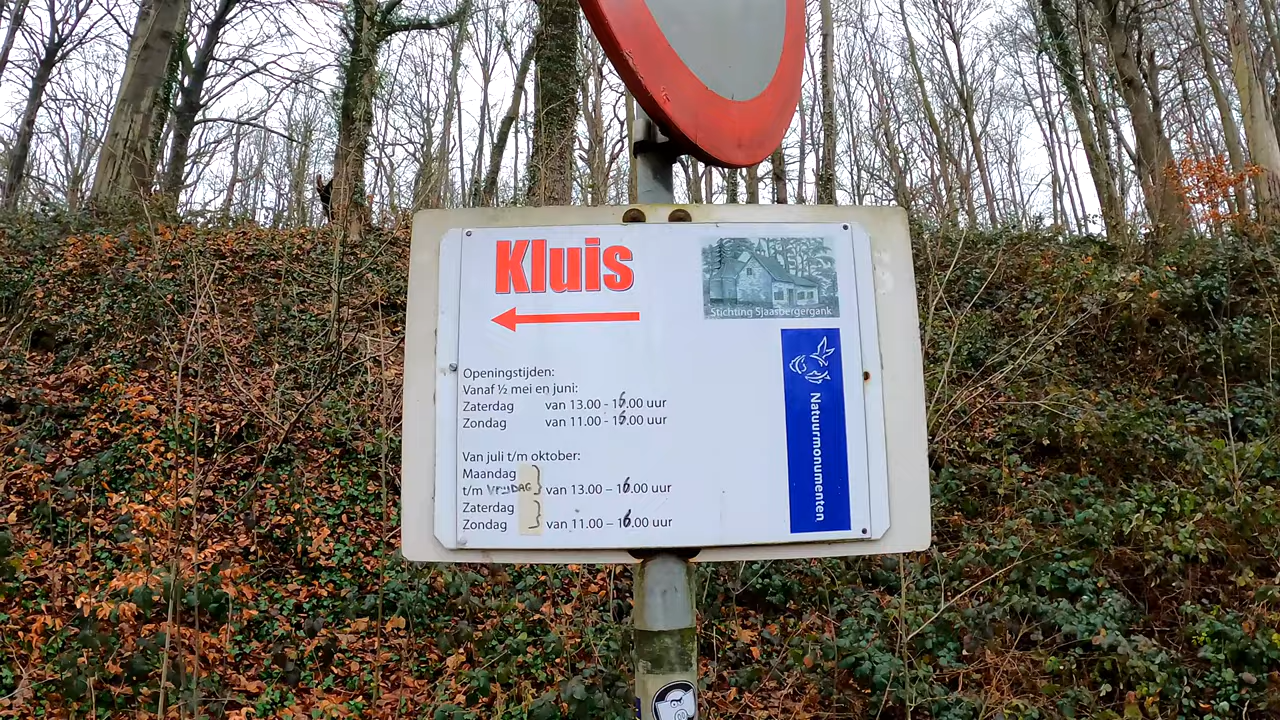 Kluis
Stichting Sjaasbergergank
Openingstijden:
Vanaf ½ mei en juni:
Zaterdag van 13.00 - 16.00 uur
Zondag van 11.00 - 16.00 uur
Van juli t/m oktober:
Maandag
t/m VRIJDAG } van 13.00 – 16.00 uur
Zaterdag
Zondag } van 11.00 – 16.00 uur
Natuurmonumenten